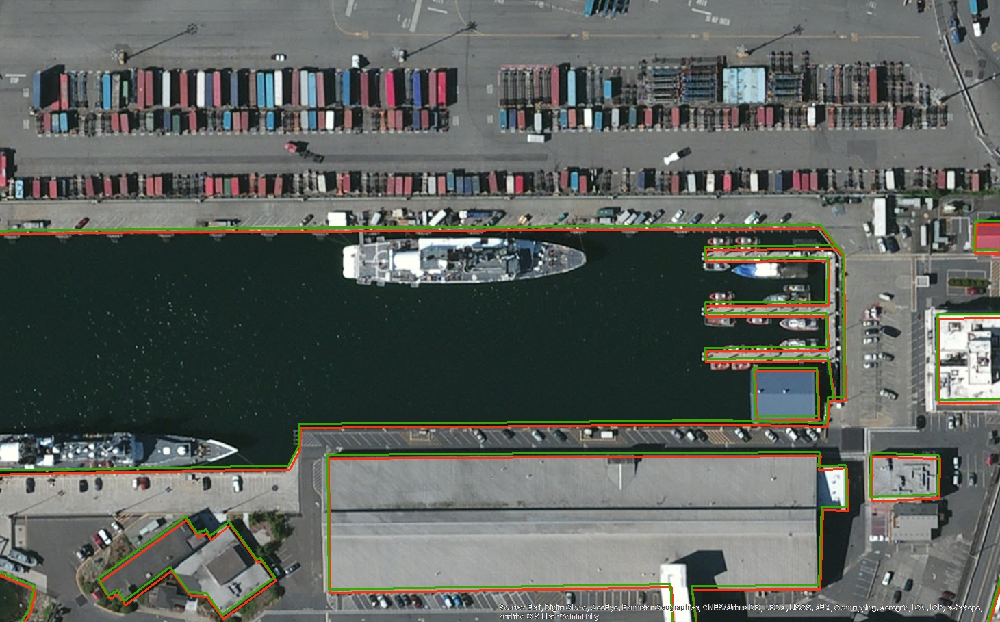 Source: Esri, DigitalGlobe, GeoEye, Earthstar Geographics, CNES/Airbus DS, USDA, USGS, AEX, Getmapping, Aerogrid, IGN, IGP, swisstopo,
and the GIS User Community